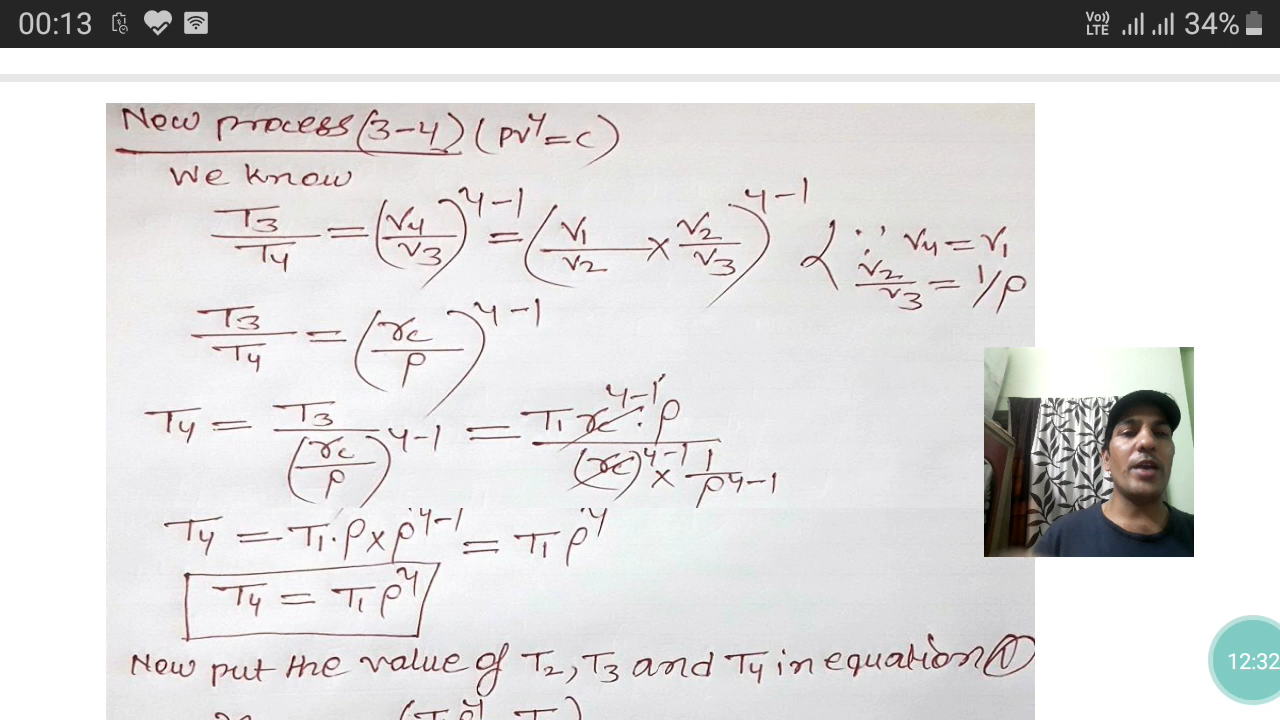 00:13 Vo)) LTE 34%
New process (3-4) (pv^γ = c)
We know
T3/T4 = (v4/v3)^γ-1 = (v1/v2 × v2/v3)^γ-1 { ∵ v4 = v1
v2/v3 = 1/ρ
T3/T4 = (rc/ρ)^γ-1
T4 = T3/(rc/ρ)^γ-1 = T1 rc^γ-1 . ρ/(rc)^γ-1 × 1/ρ^γ-1
T4 = T1 . ρ × ρ^γ-1 = T1 ρ^γ
T4 = T1 ρ^γ
12:32
Now put the value of T2, T3 and T4 in equation ①